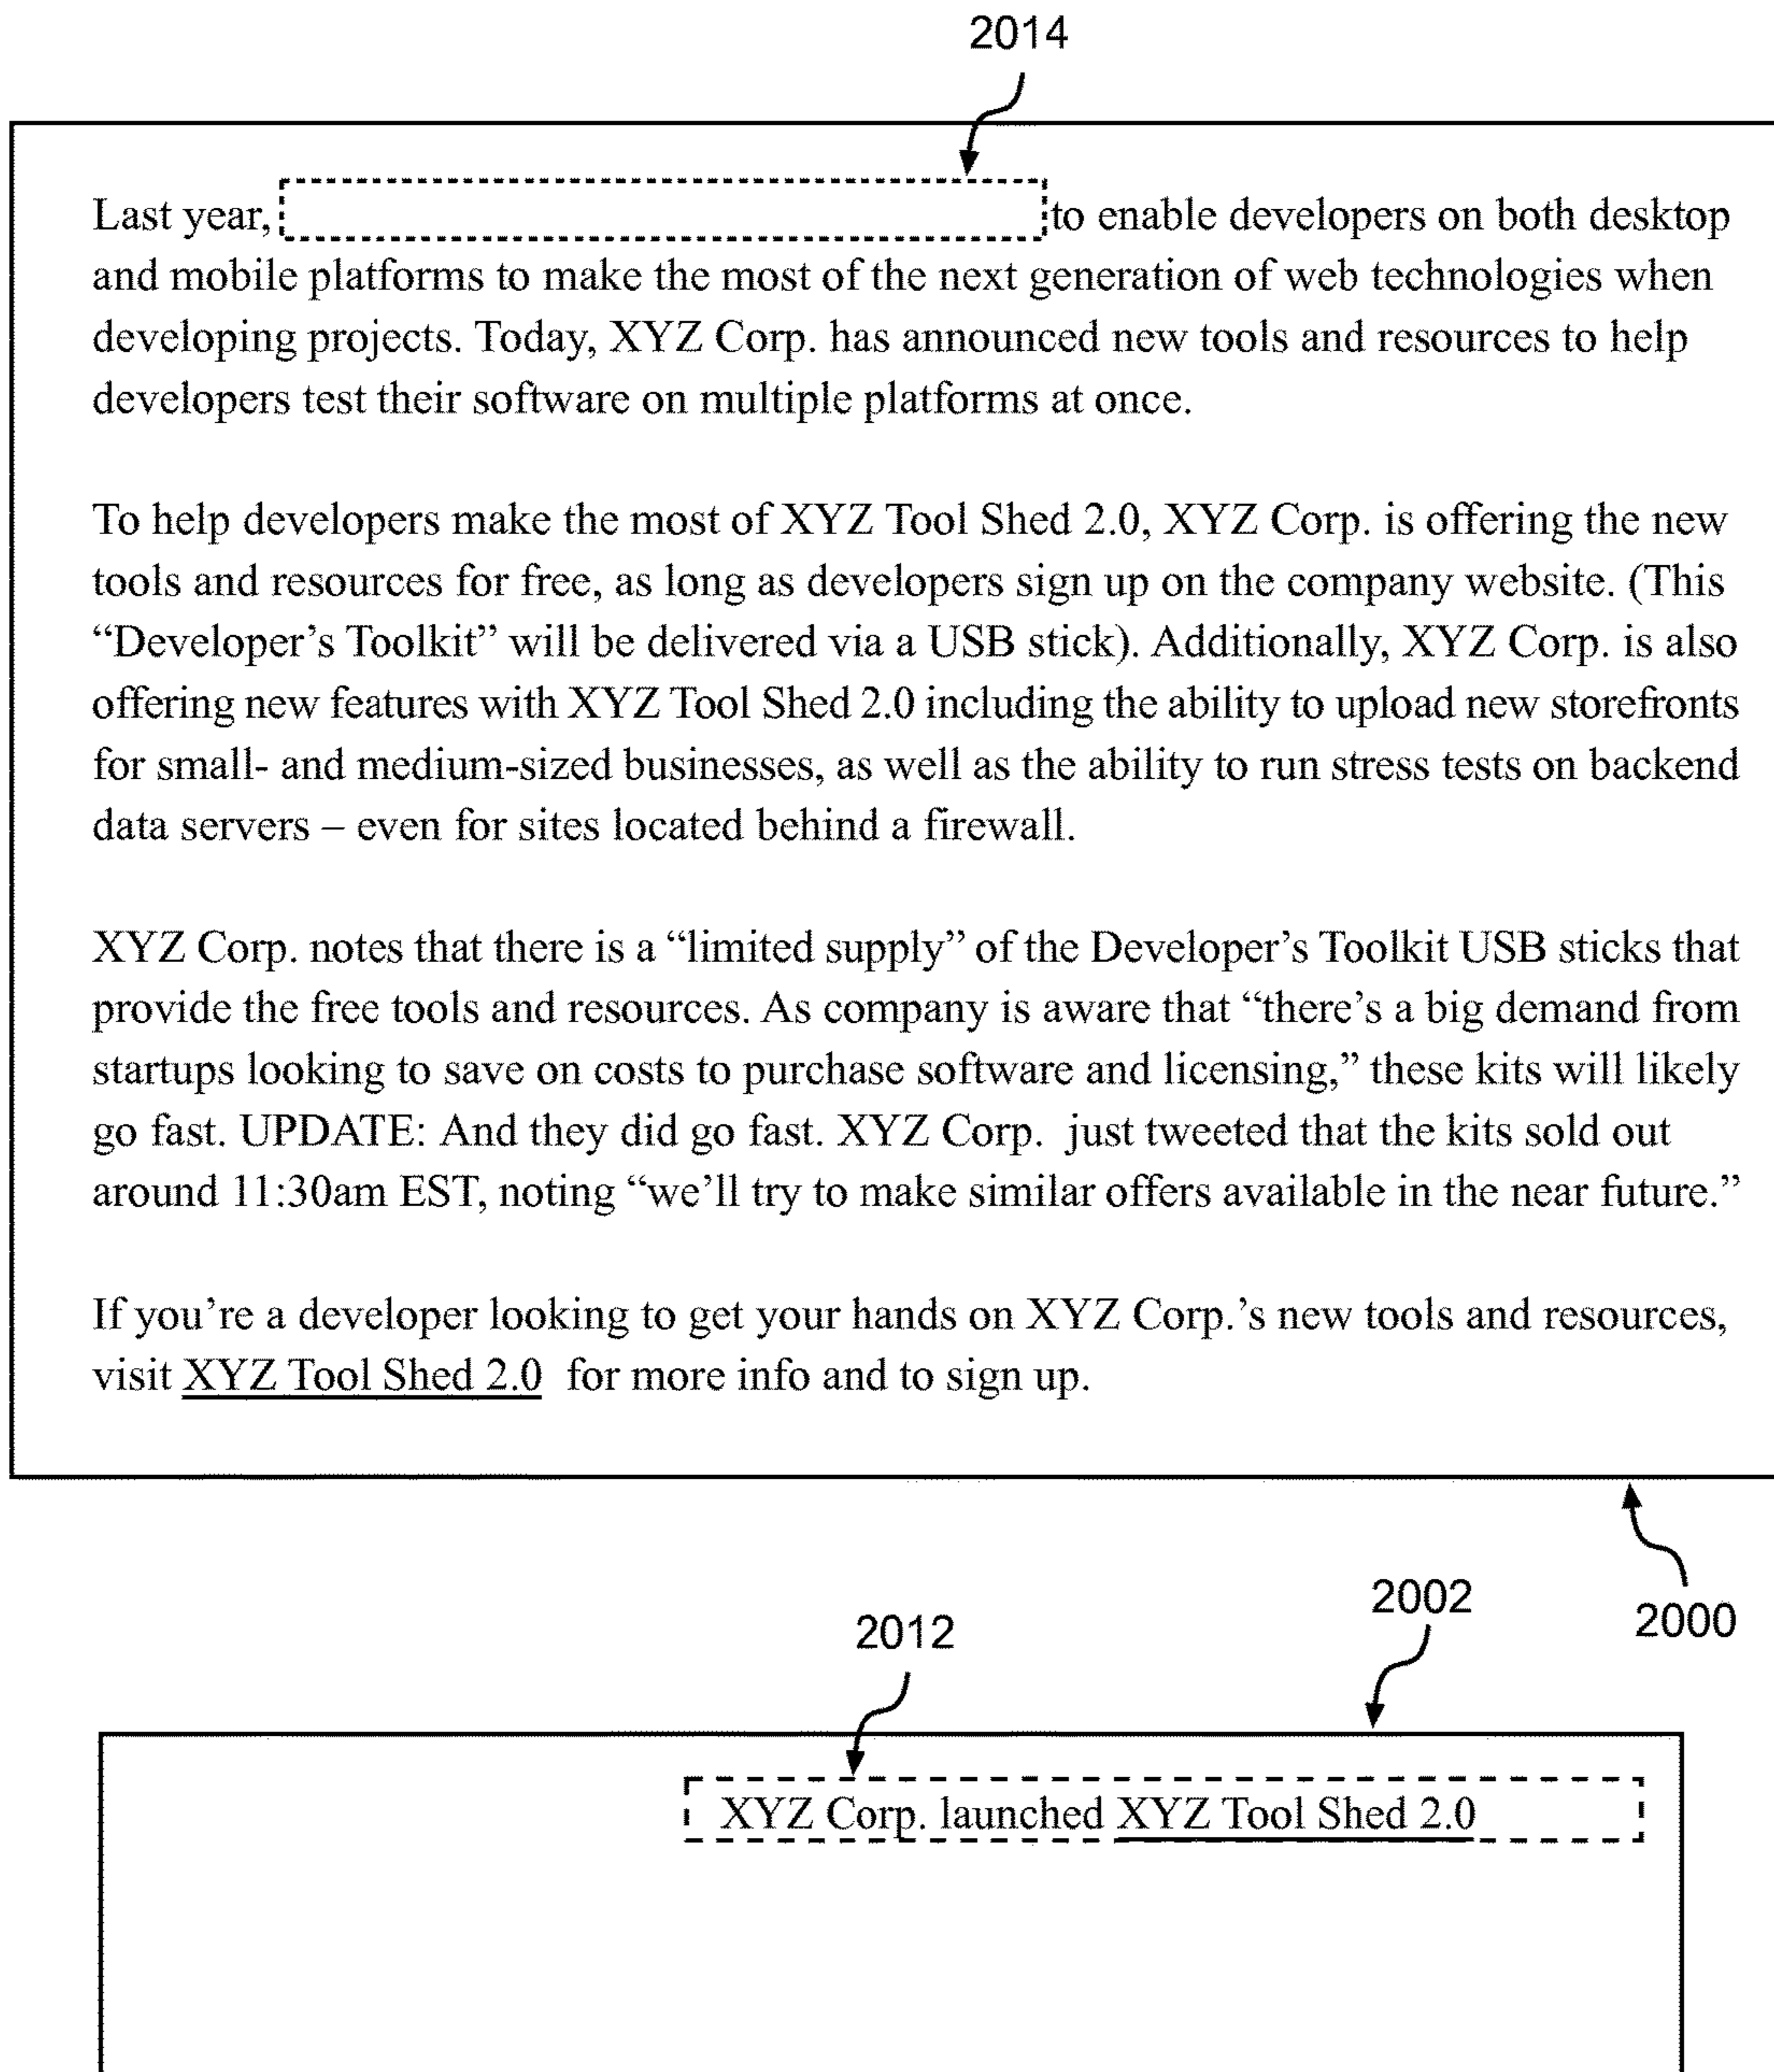 2014
Last year, to enable developers on both desktop
and mobile platforms to make the most of the next generation of web technologies when
developing projects. Today, XYZ Corp. has announced new tools and resources to help
developers test their software on multiple platforms at once.
To help developers make the most of XYZ Tool Shed 2.0, XYZ Corp. is offering the new
tools and resources for free, as long as developers sign up on the company website. (This
“Developer’s Toolkit” will be delivered via a USB stick). Additionally, XYZ Corp. is also
offering new features with XYZ Tool Shed 2.0 including the ability to upload new storefronts
for small- and medium-sized businesses, as well as the ability to run stress tests on backend
data servers – even for sites located behind a firewall.
XYZ Corp. notes that there is a “limited supply” of the Developer’s Toolkit USB sticks that
provide the free tools and resources. As company is aware that “there’s a big demand from
startups looking to save on costs to purchase software and licensing,” these kits will likely
go fast. UPDATE: And they did go fast. XYZ Corp.  just tweeted that the kits sold out
around 11:30am EST, noting “we’ll try to make similar offers available in the near future.”
If you’re a developer looking to get your hands on XYZ Corp.’s new tools and resources,
visit XYZ Tool Shed 2.0  for more info and to sign up.
2000
2002
2012
XYZ Corp. launched XYZ Tool Shed 2.0